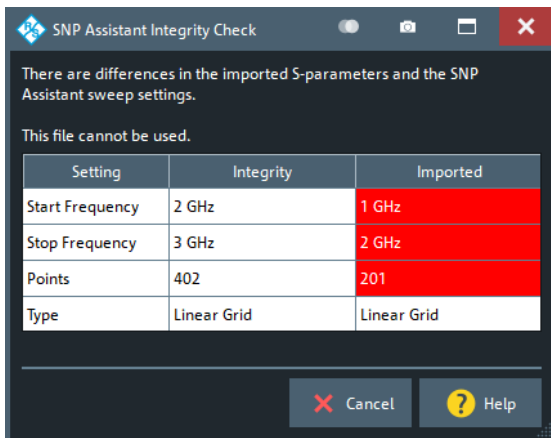 SNP Assistant Integrity Check
There are differences in the imported S-parameters and the SNP
Assistant sweep settings.
This file cannot be used.
Setting Integrity Imported
Start Frequency 2 GHz 1 GHz
Stop Frequency 3 GHz 2 GHz
Points 402 201
Type Linear Grid Linear Grid
Cancel ? Help